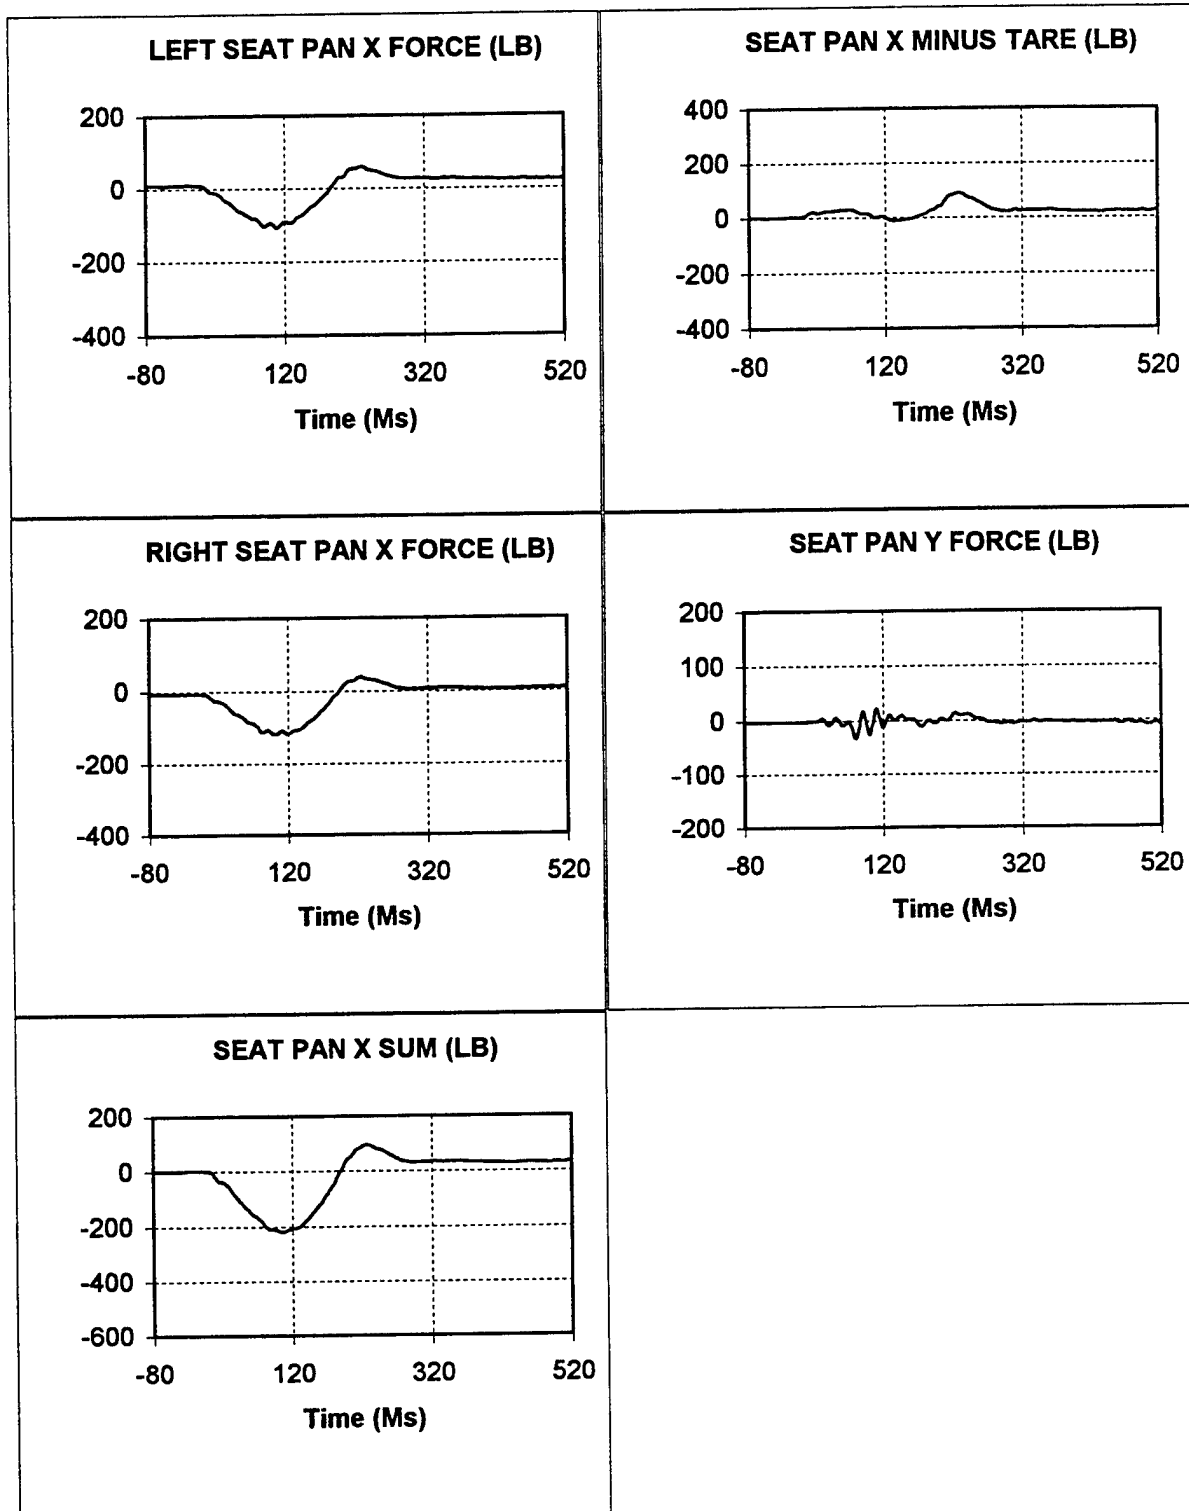 LEFT SEAT PAN X FORCE (LB)
200
0
-200
-400
-80 120 320 520
Time (Ms)
SEAT PAN X MINUS TARE (LB)
400
200
0
-200
-400
-80 120 320 520
Time (Ms)
RIGHT SEAT PAN X FORCE (LB)
200
0
-200
-400
-80 120 320 520
Time (Ms)
SEAT PAN Y FORCE (LB)
200
100
0
-100
-200
-80 120 320 520
Time (Ms)
SEAT PAN X SUM (LB)
200
0
-200
-400
-600
-80 120 320 520
Time (Ms)